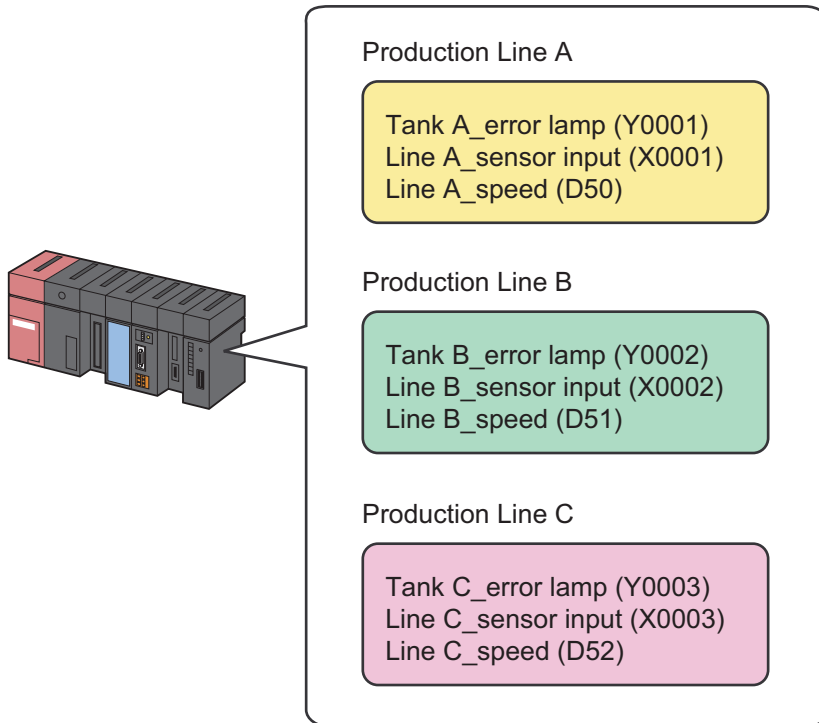 Production Line A
Tank A_error lamp (Y0001)
Line A_sensor input (X0001)
Line A_speed (D50)
Production Line B
Tank B_error lamp (Y0002)
Line B_sensor input (X0002)
Line B_speed (D51)
Production Line C
Tank C_error lamp (Y0003)
Line C_sensor input (X0003)
Line C_speed (D52)